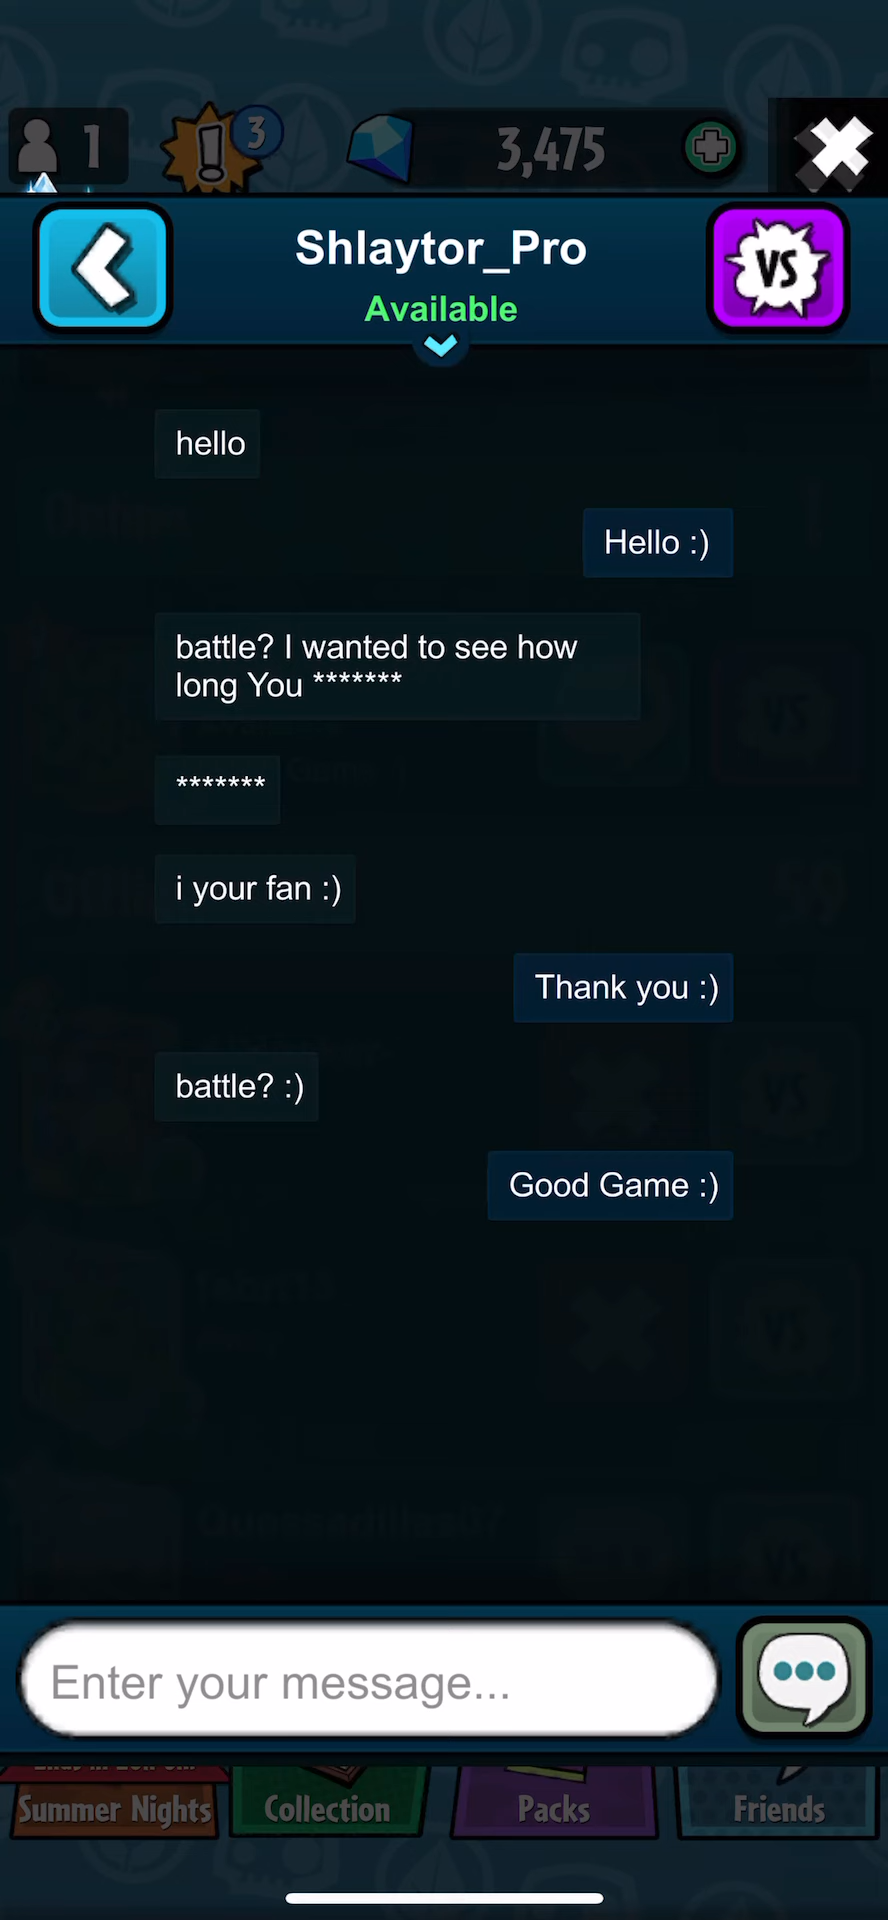 1
3
3,475
Shlaytor_Pro
VS
Available
hello
Hello :)
battle? I wanted to see how
long You *******
*******
i your fan :)
Thank you :)
battle? :)
Good Game :)
Enter your message...
Summer Nights
Collection
Packs
Friends